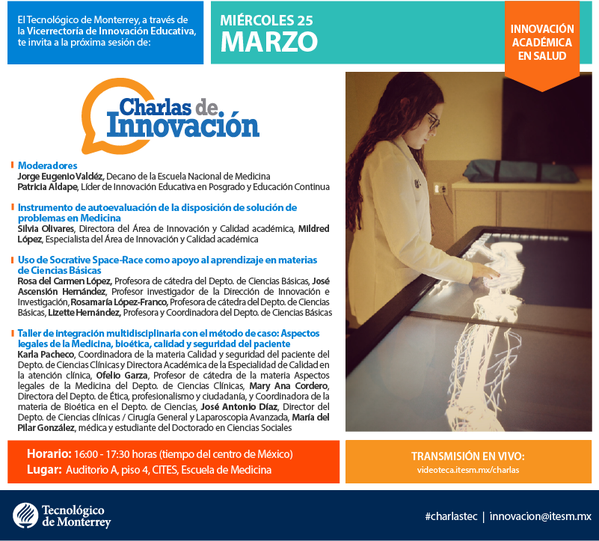 El Tecnológico de Monterrey, a través de
la Vicerrectoría de Innovación Educativa,
te invita a la próxima sesión de:
MIÉRCOLES 25
MARZO
INNOVACIÓN
ACADÉMICA
EN SALUD
Charlas de
Innovación
Moderadores
Jorge Eugenio Valdéz, Decano de la Escuela Nacional de Medicina
Patricia Aldape, Líder de Innovación Educativa en Posgrado y Educación Continua
Instrumento de autoevaluación de la disposición de solución de
problemas en Medicina
Silvia Olivares, Directora del Área de Innovación y Calidad académica, Mildred
López, Especialista del Área de Innovación y Calidad académica
Uso de Socrative Space-Race como apoyo al aprendizaje en materias
de Ciencias Básicas
Rosa del Carmen López, Profesora de cátedra del Depto. de Ciencias Básicas, José
Ascensión Hernández, Profesor investigador de la Dirección de Innovación e
Investigación, Rosamaría López-Franco, Profesora de cátedra del Depto. de Ciencias
Básicas, Lizette Hernández, Profesora y Coordinadora del Depto. de Ciencias Básicas
Taller de integración multidisciplinaria con el método de caso: Aspectos
legales de la Medicina, bioética, calidad y seguridad del paciente
Karla Pacheco, Coordinadora de la materia Calidad y seguridad del paciente del
Depto. de Ciencias Clínicas y Directora Académica de la Especialidad de Calidad en
la atención clínica, Ofelio Garza, Profesor de cátedra de la materia Aspectos
legales de la Medicina del Depto. de Ciencias Clínicas, Mary Ana Cordero,
Directora del Depto. de Ética, profesionalismo y ciudadanía, y Coordinadora de la
materia de Bioética en el Depto. de Ciencias, José Antonio Díaz, Director del
Depto. de Ciencias clínicas / Cirugía General y Laparoscopia Avanzada, María del
Pilar González, médica y estudiante del Doctorado en Ciencias Sociales
Horario: 16:00 - 17:30 horas (tiempo del centro de México)
Lugar: Auditorio A, piso 4, CITES, Escuela de Medicina
TRANSMISIÓN EN VIVO:
videoteca.itesm.mx/charlas
Tecnológico
de Monterrey
#charlastec | innovacion@itesm.mx